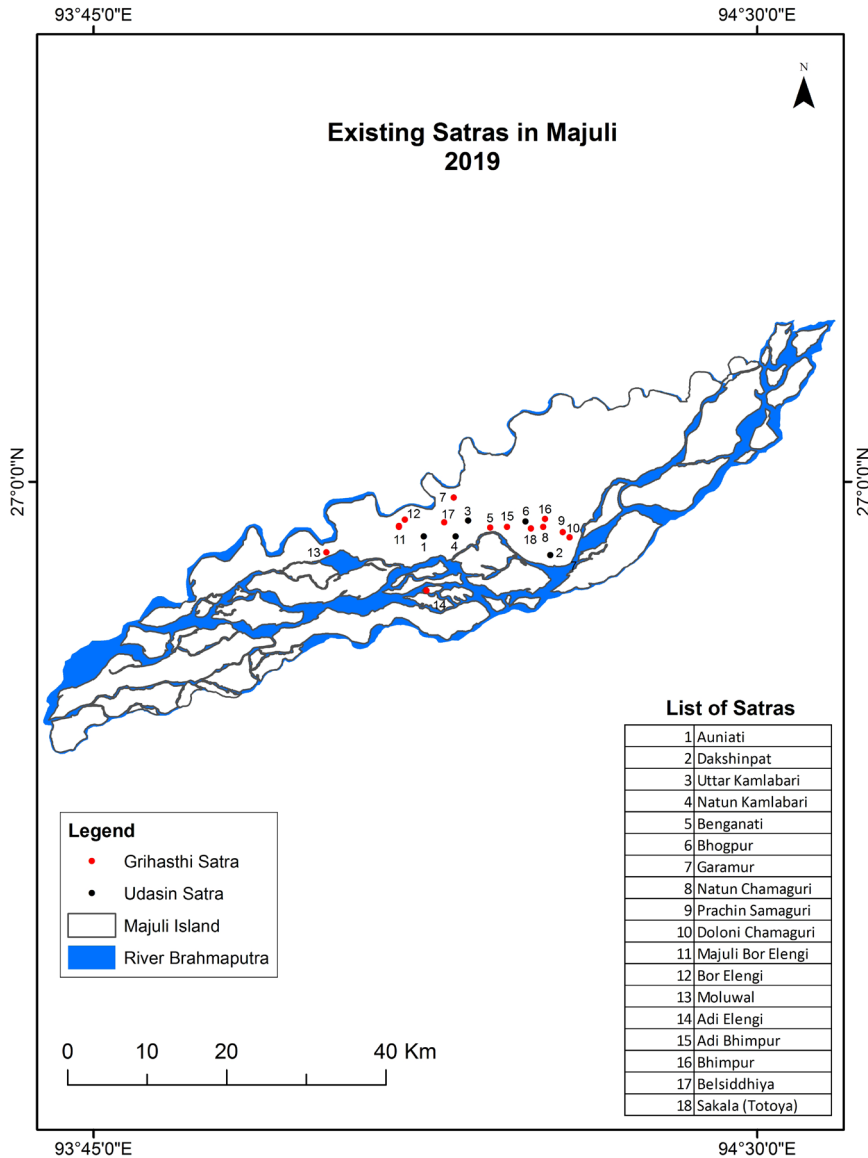 93°45'0"E 94°30'0"E
N
Existing Satras in Majuli
2019
27°0'0"N 27°0'0"N
7
12 17 3 5 15 6 16 9
11 1 4 18 8 10
13 2
14
List of Satras
1 Auniati
2 Dakshinpat
3 Uttar Kamlabari
4 Natun Kamlabari
5 Benganati
6 Bhogpur
7 Garamur
8 Natun Chamaguri
9 Prachin Samaguri
10 Doloni Chamaguri
11 Majuli Bor Elengi
12 Bor Elengi
13 Moluwal
14 Adi Elengi
15 Adi Bhimpur
16 Bhimpur
17 Belsiddhiya
18 Sakala (Totoya)
Legend
Grihasthi Satra
Udasin Satra
Majuli Island
River Brahmaputra
0 10 20 40 Km
93°45'0"E 94°30'0"E